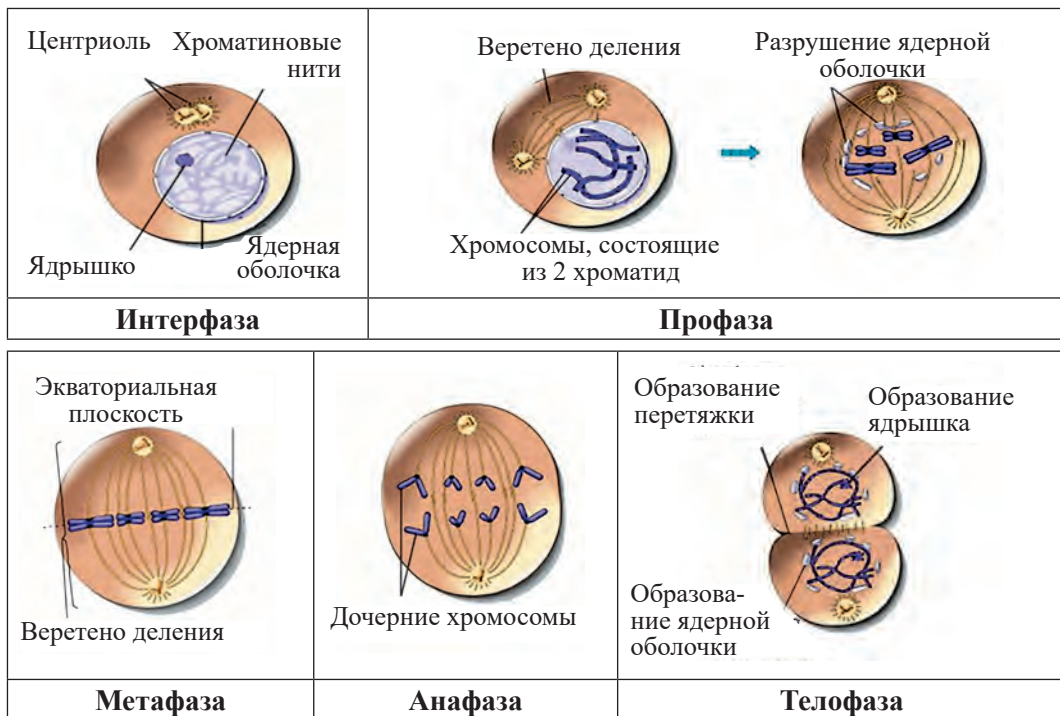 Центриоль
Хроматиновые
нити
Ядрышко
Ядерная
оболочка
Интерфаза
Веретено деления
Разрушение ядерной
оболочки
Хромосомы, состоящие
из 2 хроматид
Профаза
Экваториальная
плоскость
Веретено деления
Метафаза
Дочерние хромосомы
Анафаза
Образование
перетяжки
Образование
ядрышка
Образова-
ние ядерной
оболочки
Телофаза